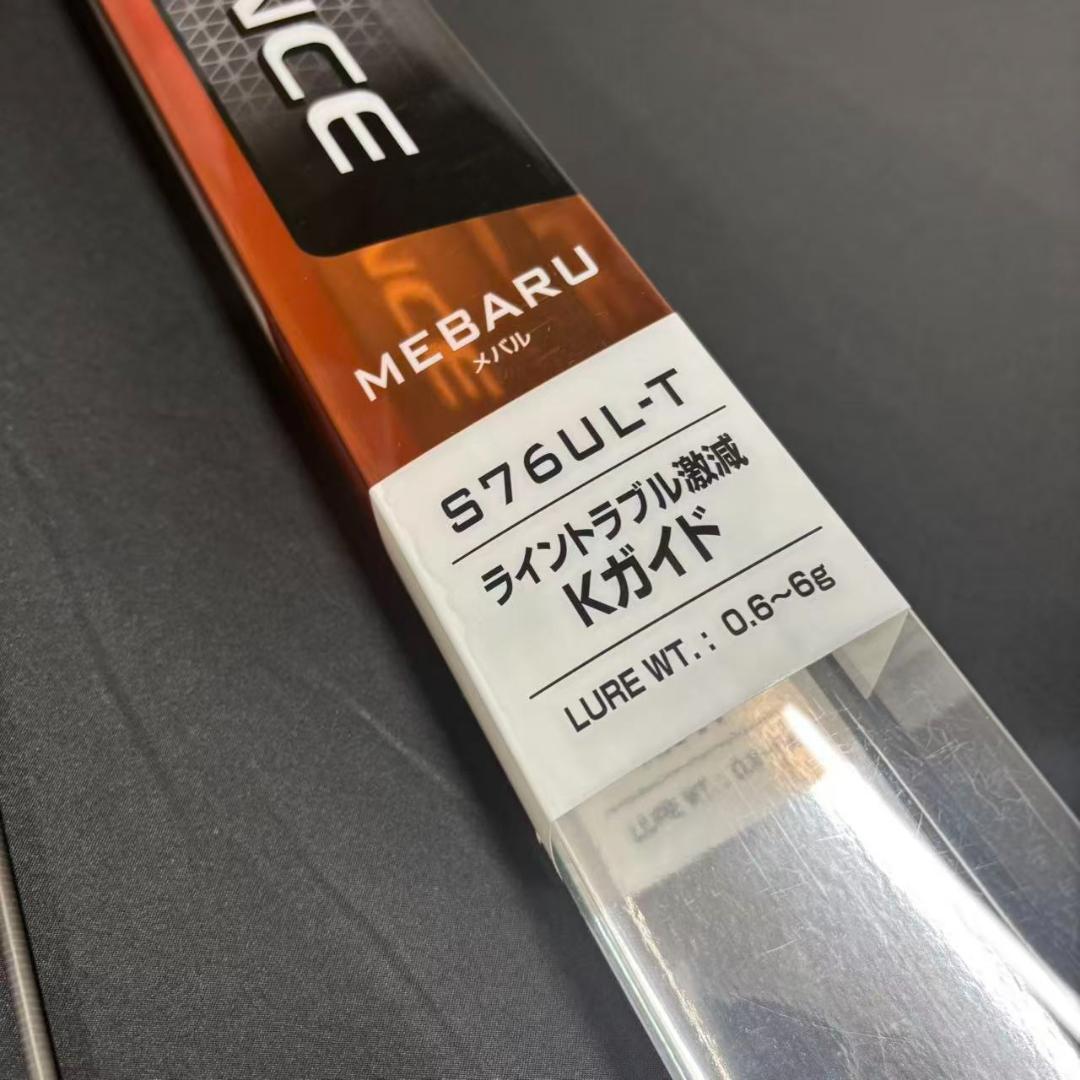 NCE
MEBARU
メバル
S76UL-T
ライントラブル激減
Kガイド
LURE WT.: 0.6~6g